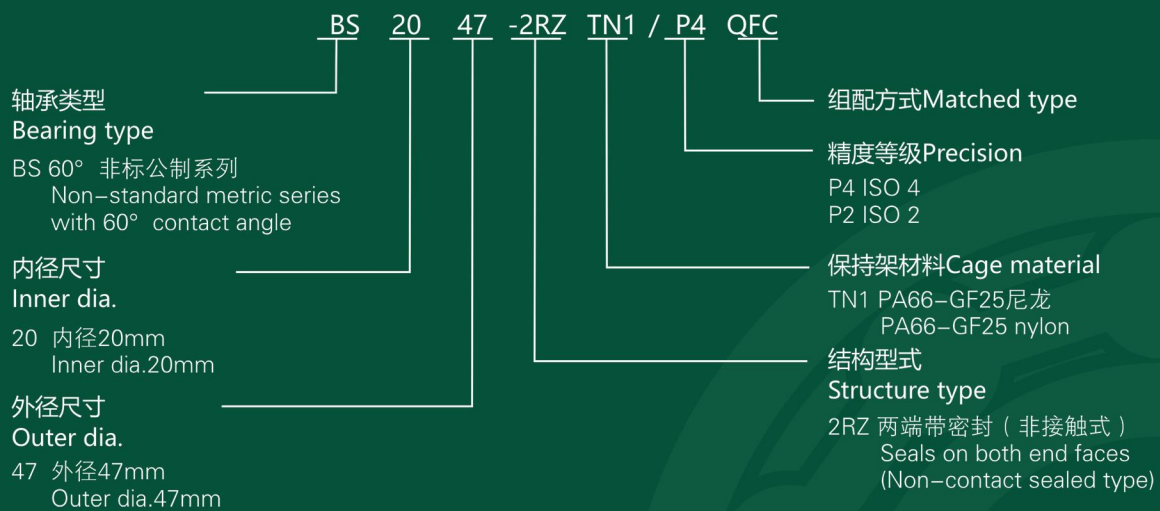 BS 20 47 -2RZ TN1 / P4 QFC
轴承类型
Bearing type
BS 60° 非标公制系列
Non-standard metric series
with 60° contact angle
内径尺寸
Inner dia.
20 内径20mm
Inner dia.20mm
外径尺寸
Outer dia.
47 外径47mm
Outer dia.47mm
组配方式Matched type
精度等级Precision
P4 ISO 4
P2 ISO 2
保持架材料Cage material
TN1 PA66-GF25尼龙
PA66-GF25 nylon
结构型式
Structure type
2RZ 两端带密封（非接触式）
Seals on both end faces
(Non-contact sealed type)